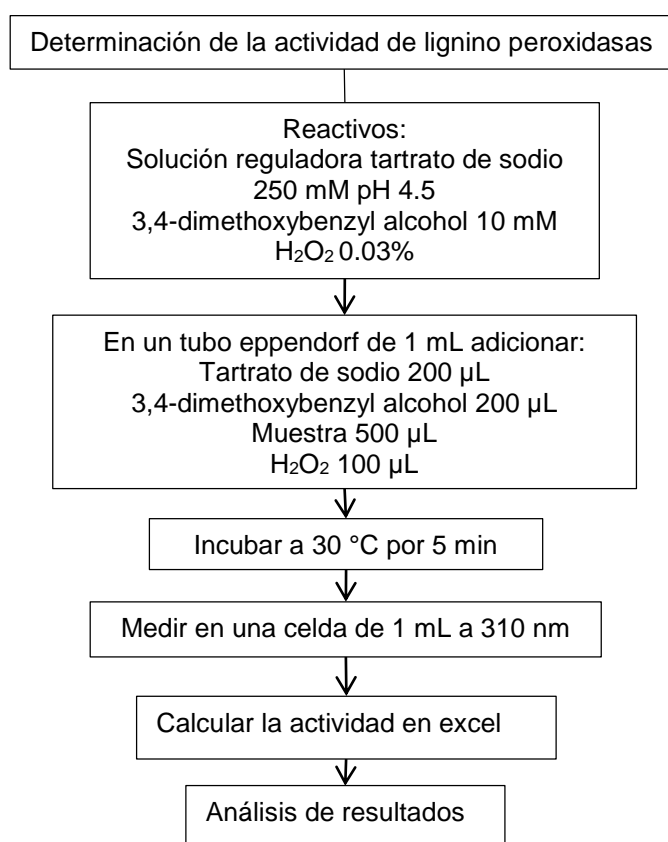 Determinación de la actividad de lignino peroxidasas
Reactivos:
Solución reguladora tartrato de sodio
250 mM pH 4.5
3,4-dimethoxybenzyl alcohol 10 mM
H₂O₂ 0.03%
En un tubo eppendorf de 1 mL adicionar:
Tartrato de sodio 200 µL
3,4-dimethoxybenzyl alcohol 200 µL
Muestra 500 µL
H₂O₂ 100 µL
Incubar a 30 °C por 5 min
Medir en una celda de 1 mL a 310 nm
Calcular la actividad en excel
Análisis de resultados